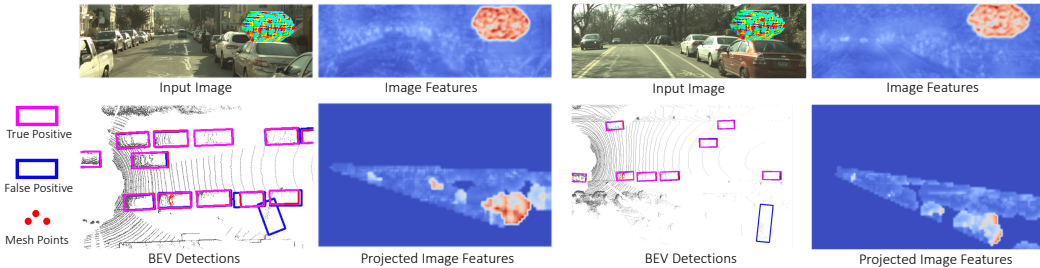 Input Image
Image Features
Input Image
Image Features
True Positive
False Positive
Mesh Points
BEV Detections
Projected Image Features
BEV Detections
Projected Image Features